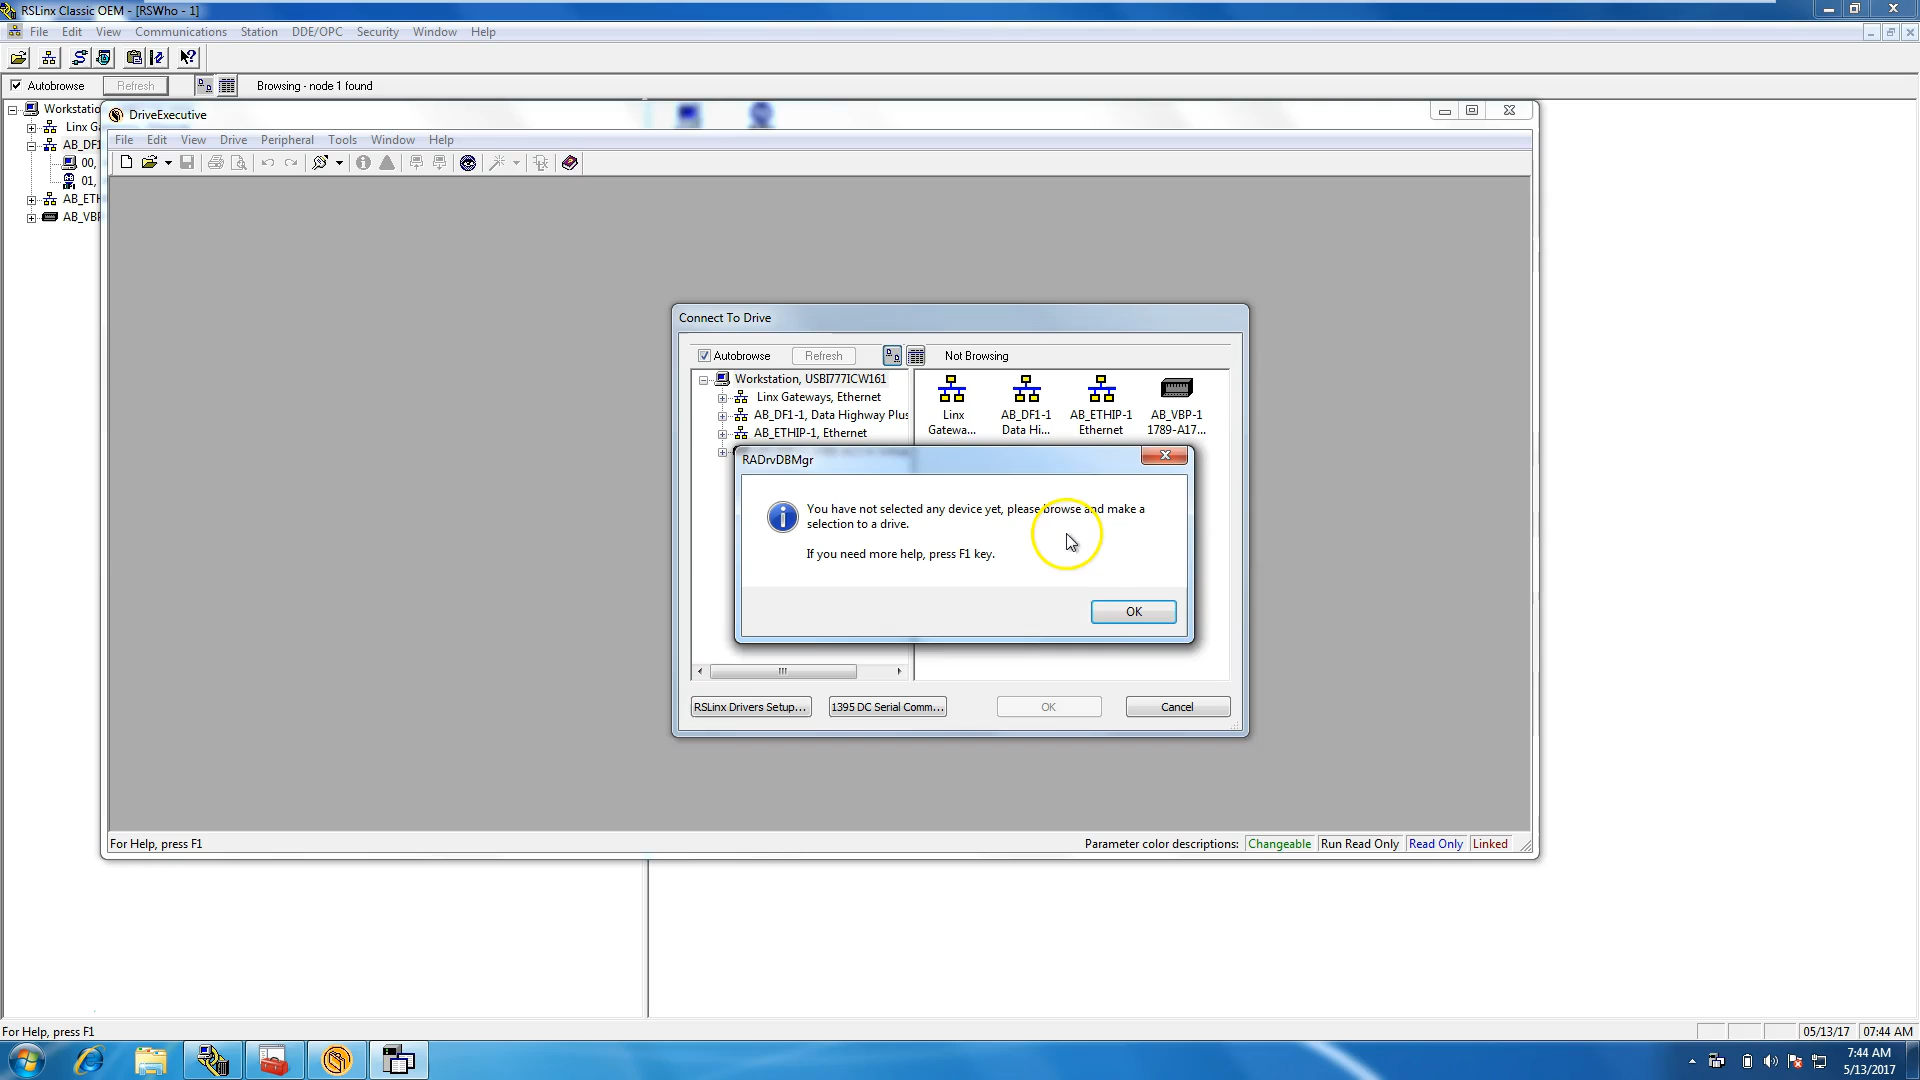 RSLinx Classic OEM - [RSWho - 1]
File Edit View Communications Station DDE/OPC Security Window Help
Autobrowse Refresh Browsing - node 1 found
Workstatio
Linx G
AB_DF1
00,
01,
AB_ETH
AB_VBP
DriveExecutive
File Edit View Drive Peripheral Tools Window Help
Connect To Drive
Autobrowse Refresh Not Browsing
Workstation, USBI777ICW161
Linx Gateways, Ethernet
AB_DF1-1, Data Highway Plus
AB_ETHIP-1, Ethernet
Linx Gatewa...
AB_DF1-1 Data Hi...
AB_ETHIP-1 Ethernet
AB_VBP-1 1789-A17...
RADrvDBMgr
You have not selected any device yet, please browse and make a
selection to a drive.
If you need more help, press F1 key.
OK
RSLinx Drivers Setup... 1395 DC Serial Comm... OK Cancel
For Help, press F1 Parameter color descriptions: Changeable Run Read Only Read Only Linked
For Help, press F1 05/13/17 07:44 AM
7:44 AM
5/13/2017